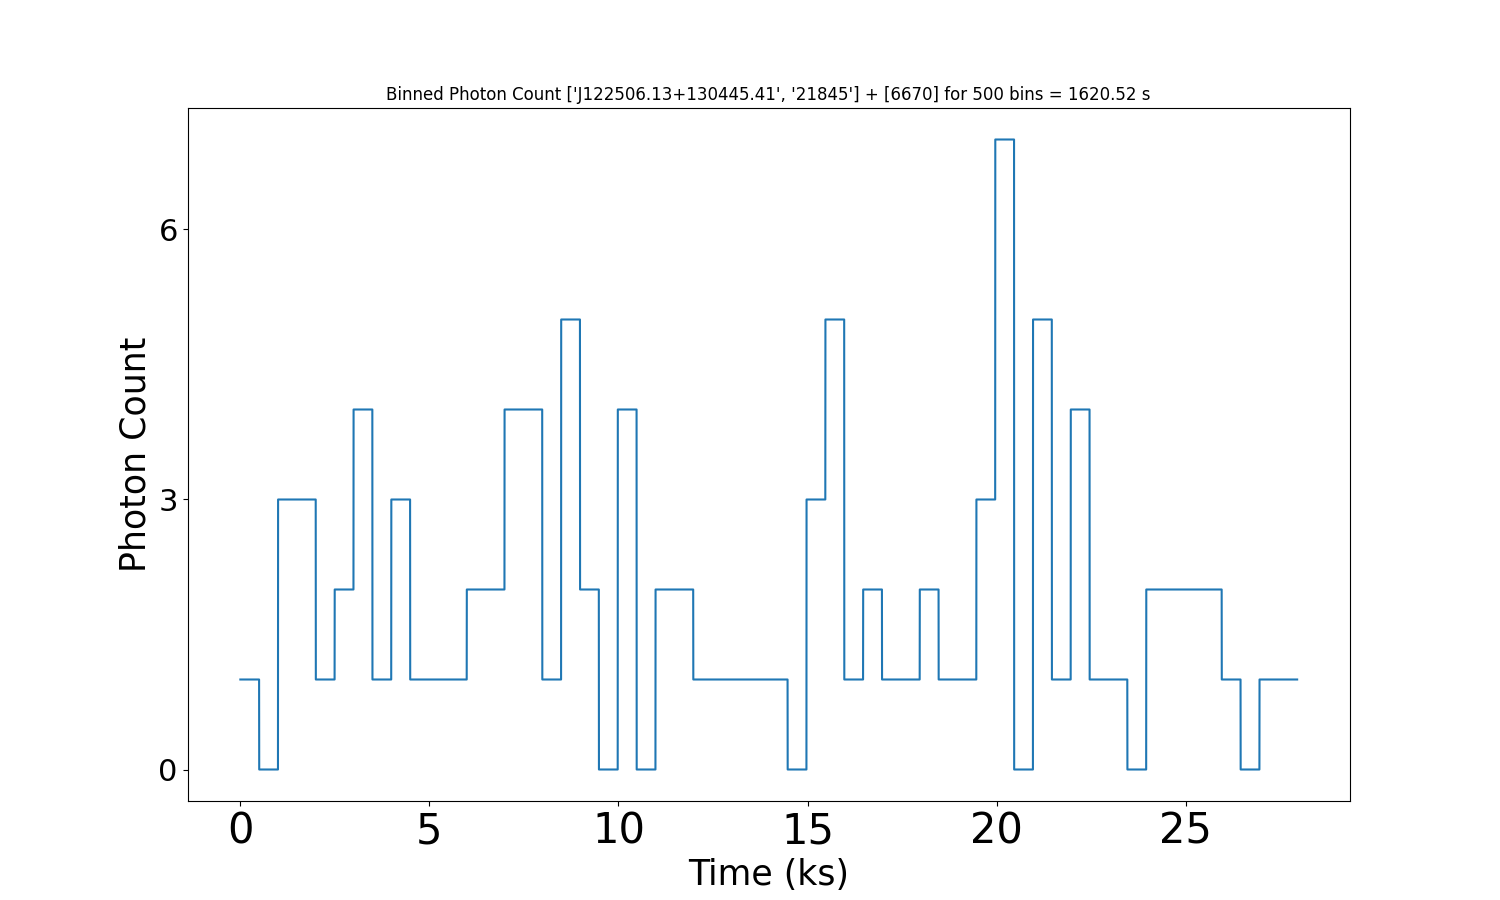 Binned Photon Count ['J122506.13+130445.41', '21845'] + [6670] for 500 bins = 1620.52 s
Photon Count
6
3
0
0 5 10 15 20 25
Time (ks)